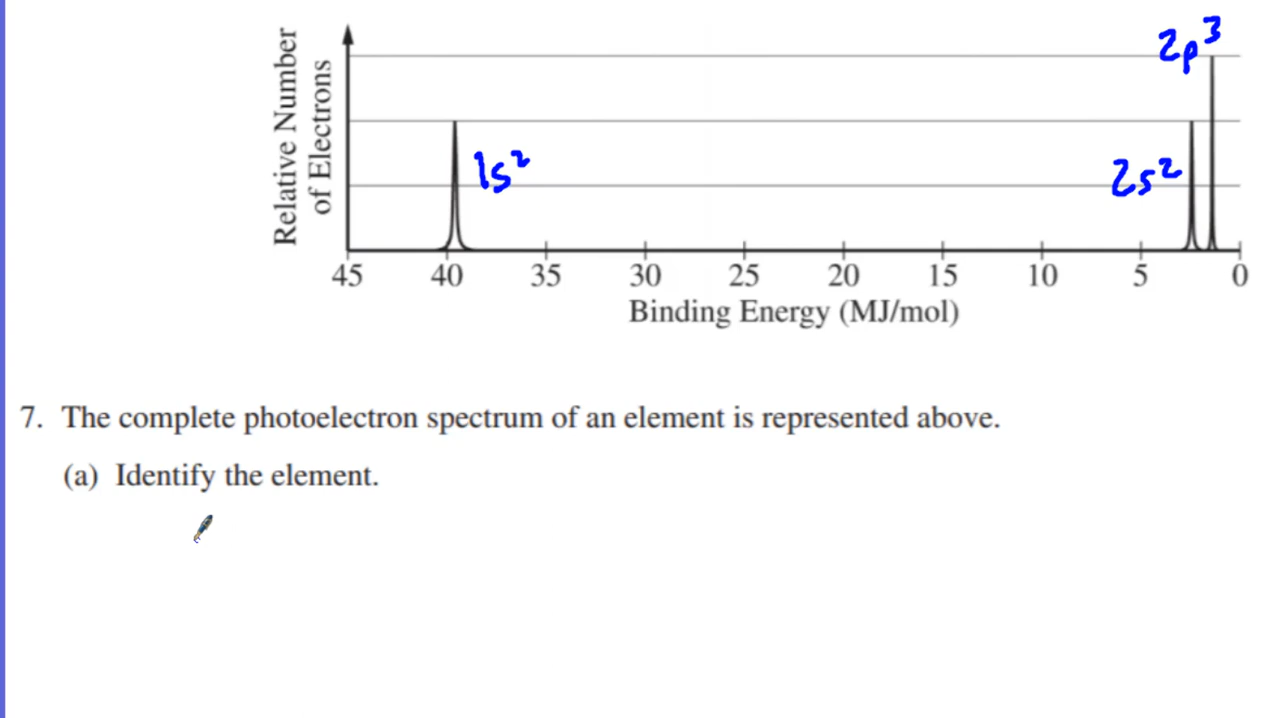 Relative Number
of Electrons
1s²
2s²
2p³
45 40 35 30 25 20 15 10 5 0
Binding Energy (MJ/mol)
7. The complete photoelectron spectrum of an element is represented above.
(a) Identify the element.